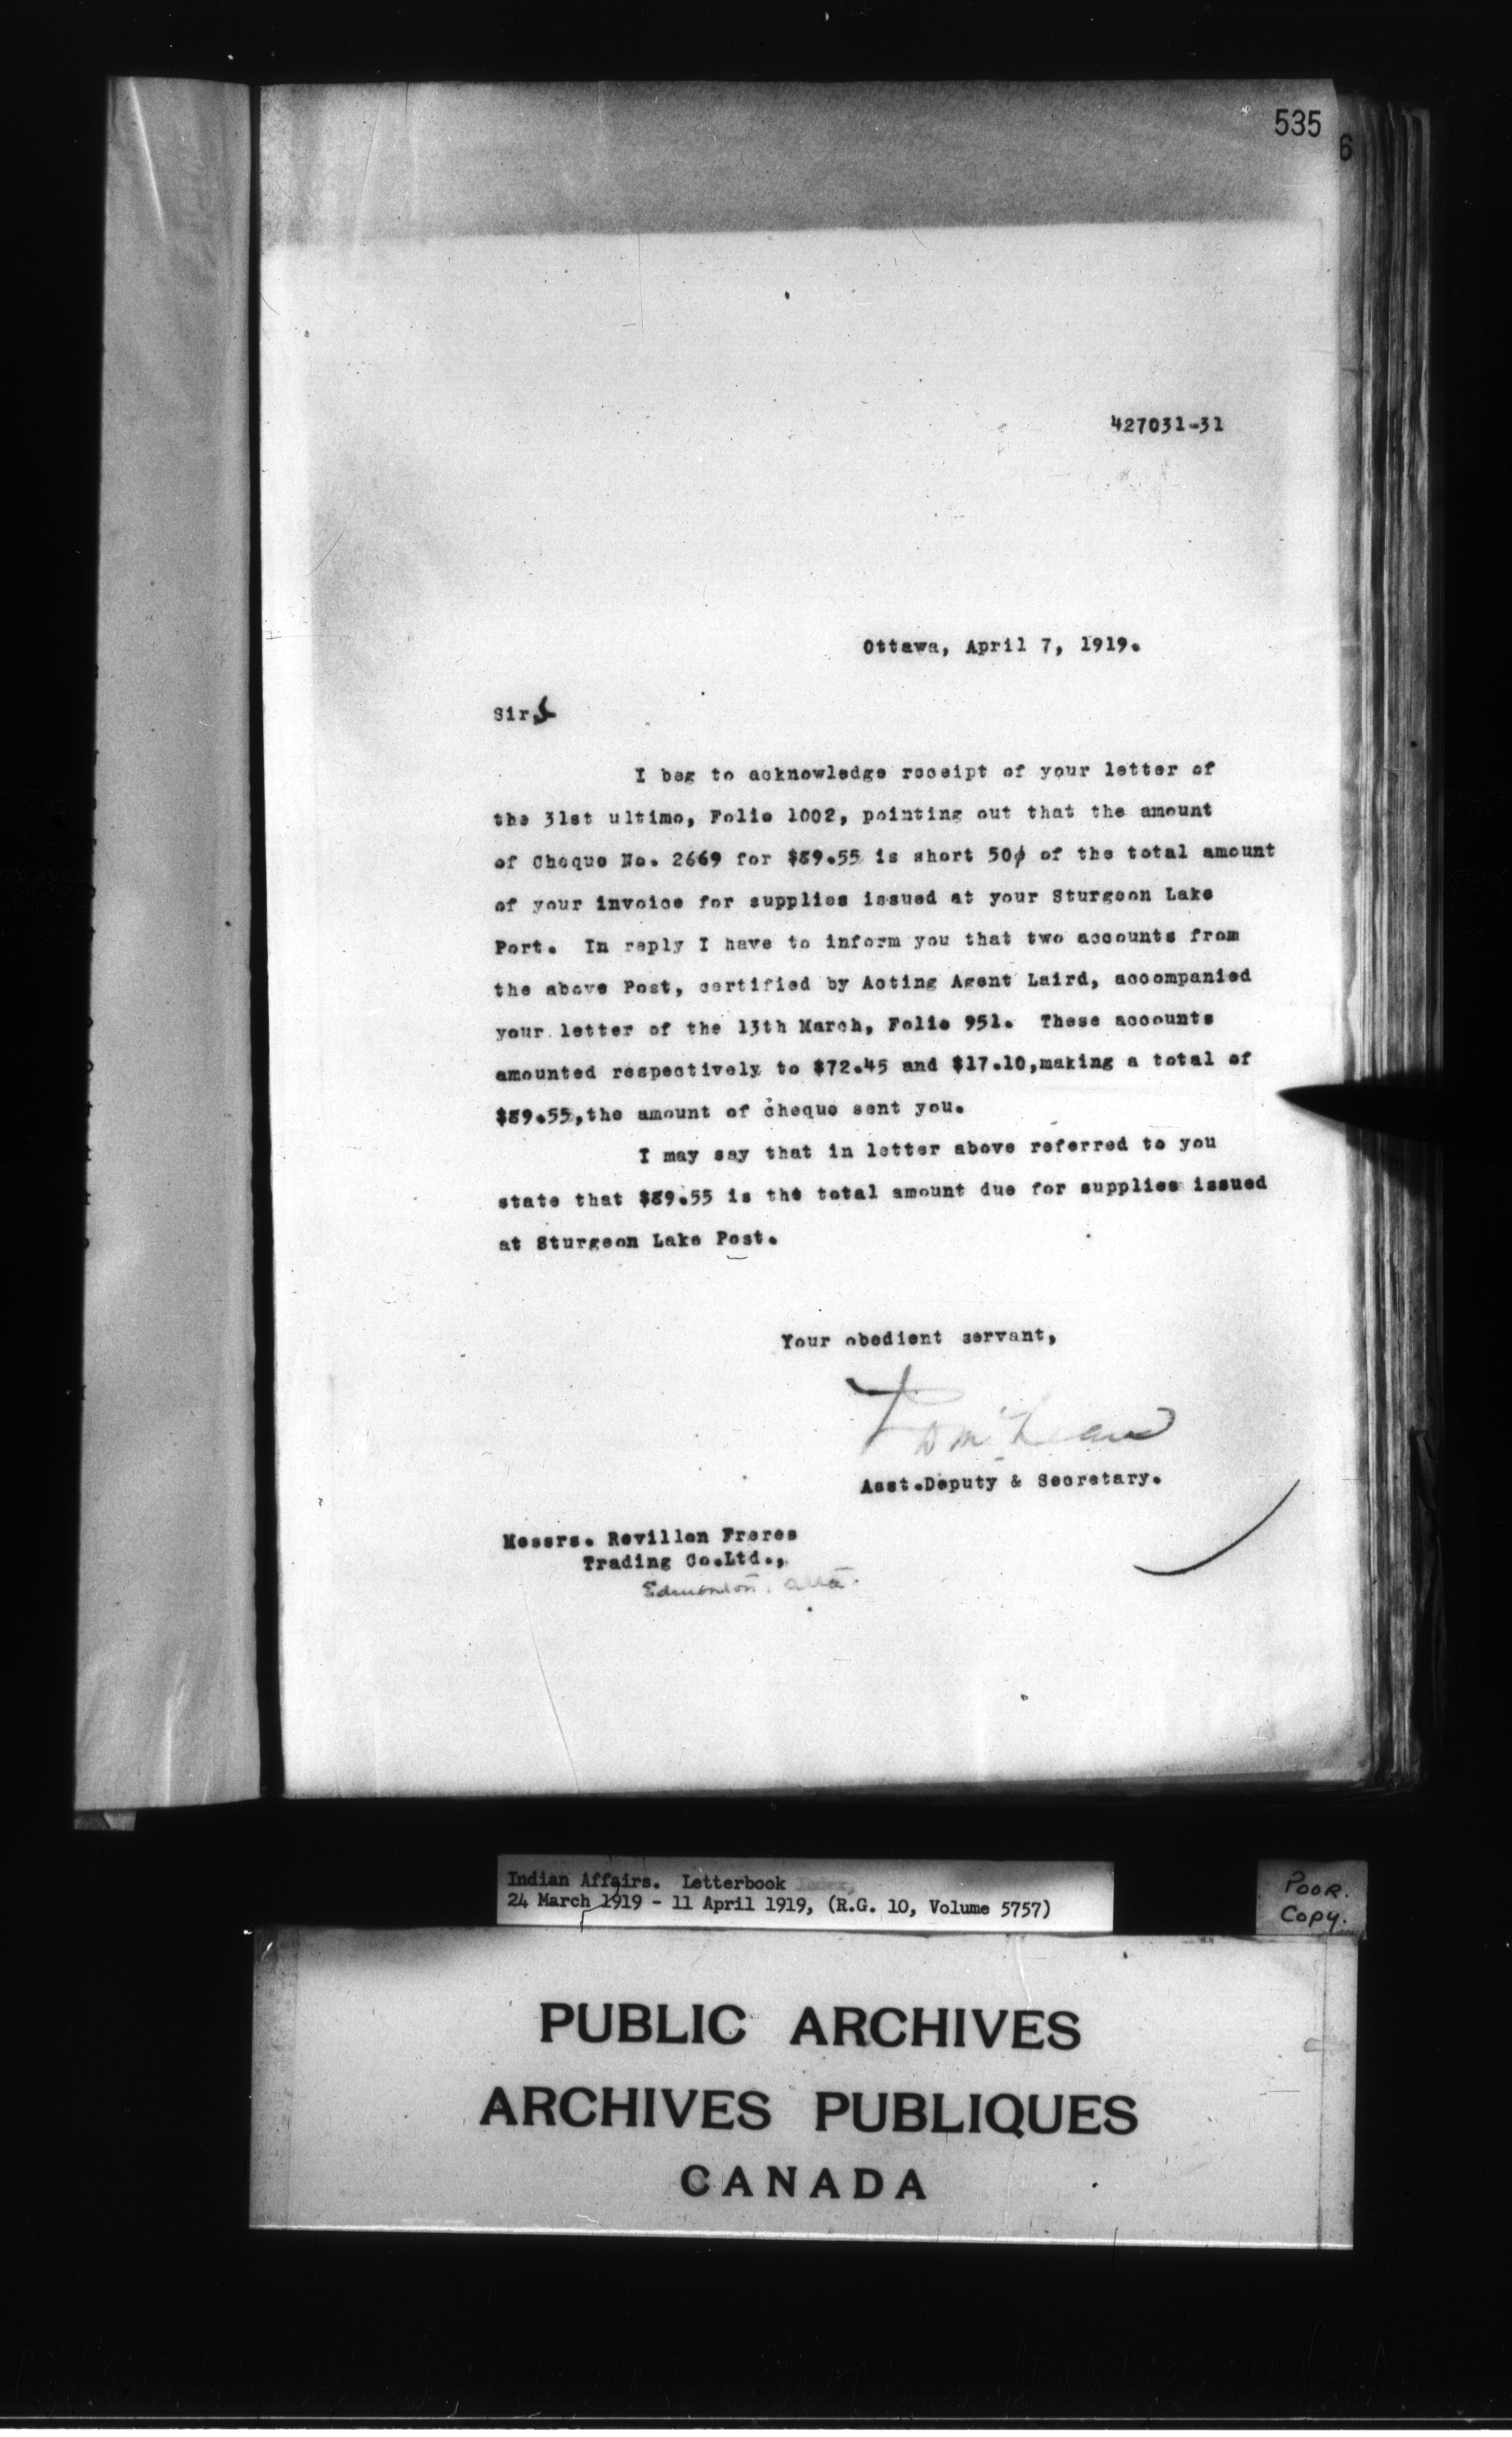 535
6
427031-31
Ottawa, April 7, 1919.
Sirs
I beg to acknowledge receipt of your letter of
the 31st ultimo, Folio 1002, pointing out that the amount
of Cheque No. 2669 for $89.55 is short 50¢ of the total amount
of your invoice for supplies issued at your Sturgeon Lake
Port. In reply I have to inform you that two accounts from
the above Post, certified by Acting Agent Laird, accompanied
your letter of the 13th March, Folio 951. These accounts
amounted respectively to $72.45 and $17.10,making a total of
$89.55,the amount of cheque sent you.
I may say that in letter above referred to you
state that $89.55 is the total amount due for supplies issued
at Sturgeon Lake Post.
Your obedient servant,
McLean
Asst.Deputy & Secretary.
Messrs. Revillon Freres
Trading Co.Ltd.,
Edmonton, Alta.
Indian Affairs. Letterbook
24 March 1919 - 11 April 1919, (R.G. 10, Volume 5757)
POOR.
Copy.
PUBLIC ARCHIVES
ARCHIVES PUBLIQUES
CANADA